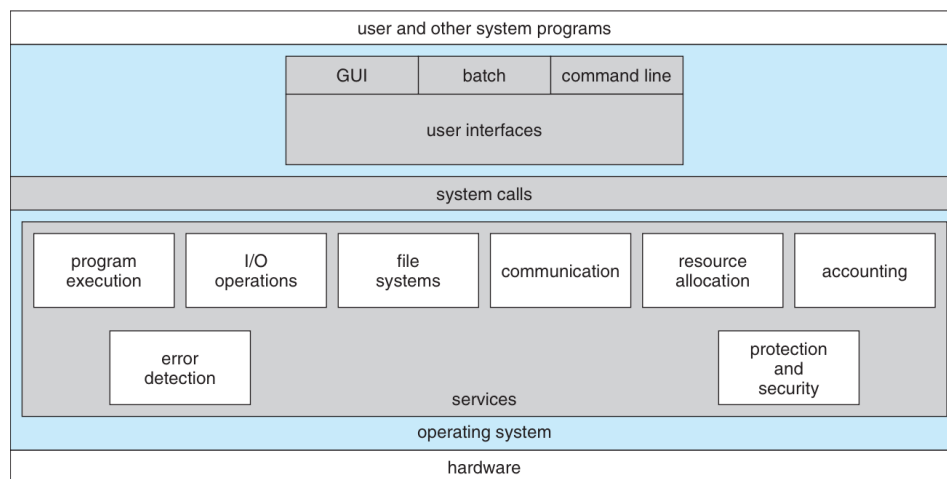 user and other system programs
GUI
batch
command line
user interfaces
system calls
program
execution
I/O
operations
file
systems
communication
resource
allocation
accounting
error
detection
protection
and
security
services
operating system
hardware